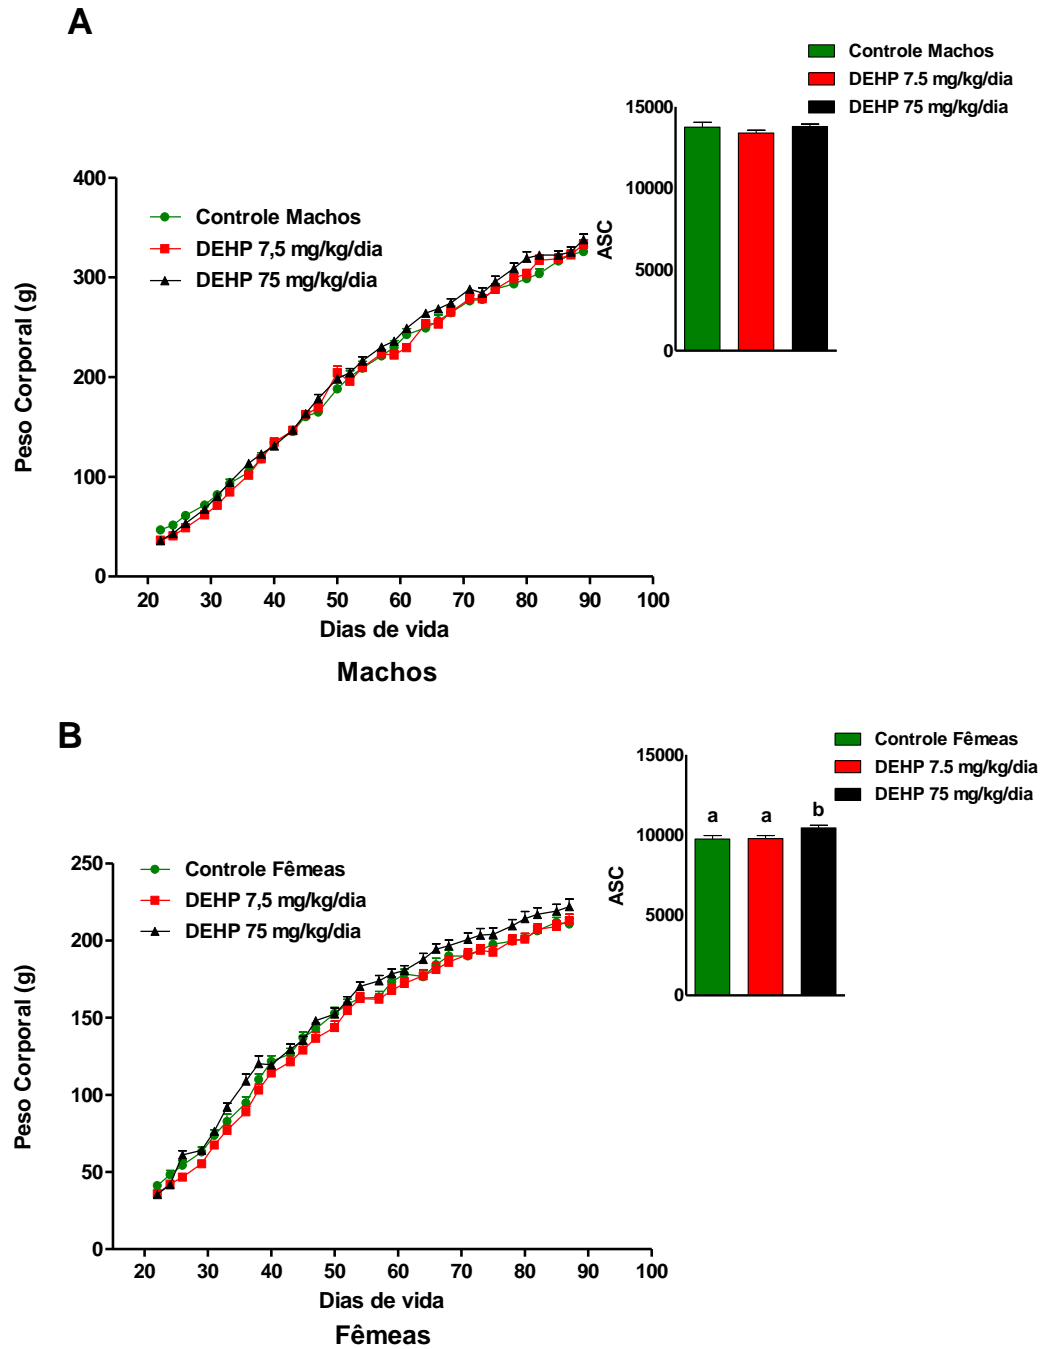 A
Controle Machos
DEHP 7.5 mg/kg/dia
DEHP 75 mg/kg/dia
15000
10000
5000
0
ASC
400
300
200
100
0
Peso Corporal (g)
Controle Machos
DEHP 7,5 mg/kg/dia
DEHP 75 mg/kg/dia
20 30 40 50 60 70 80 90 100
Dias de vida
Machos
B
Controle Fêmeas
DEHP 7.5 mg/kg/dia
DEHP 75 mg/kg/dia
15000
10000
5000
0
ASC
a a b
250
200
150
100
50
0
Peso Corporal (g)
Controle Fêmeas
DEHP 7,5 mg/kg/dia
DEHP 75 mg/kg/dia
20 30 40 50 60 70 80 90 100
Dias de vida
Fêmeas